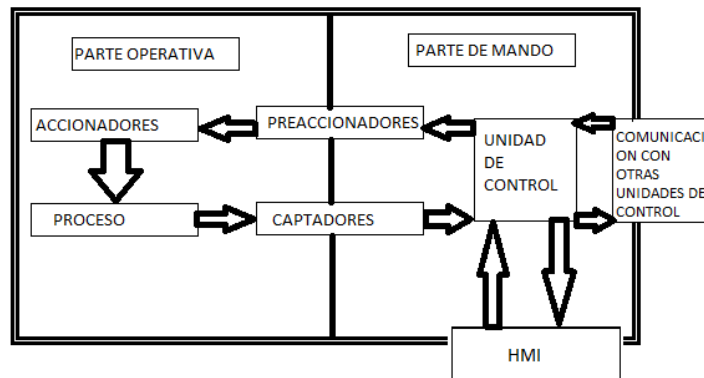 PARTE OPERATIVA
PARTE DE MANDO
ACCIONADORES
PREACCIONADORES
UNIDAD
DE
CONTROL
COMUNICACI
ON CON
OTRAS
UNIDADES DE
CONTROL
PROCESO
CAPTADORES
HMI